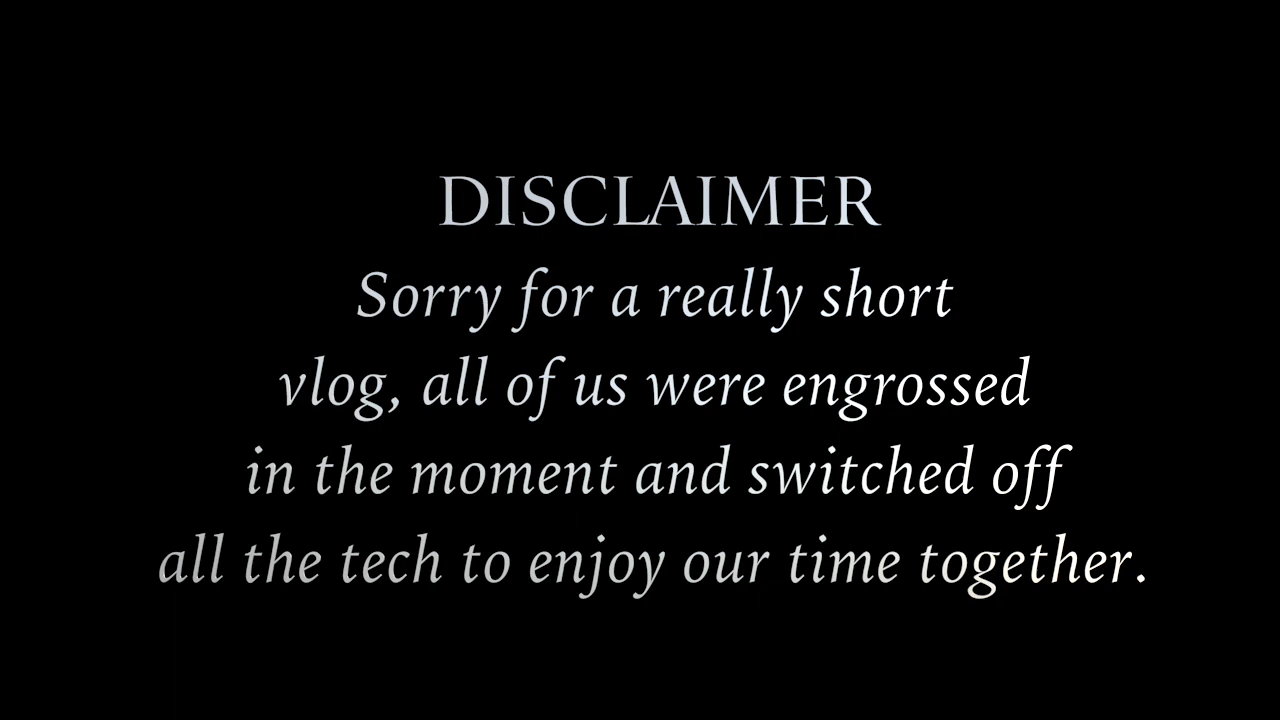 DISCLAIMER
Sorry for a really short
vlog, all of us were engrossed
in the moment and switched off
all the tech to enjoy our time together.